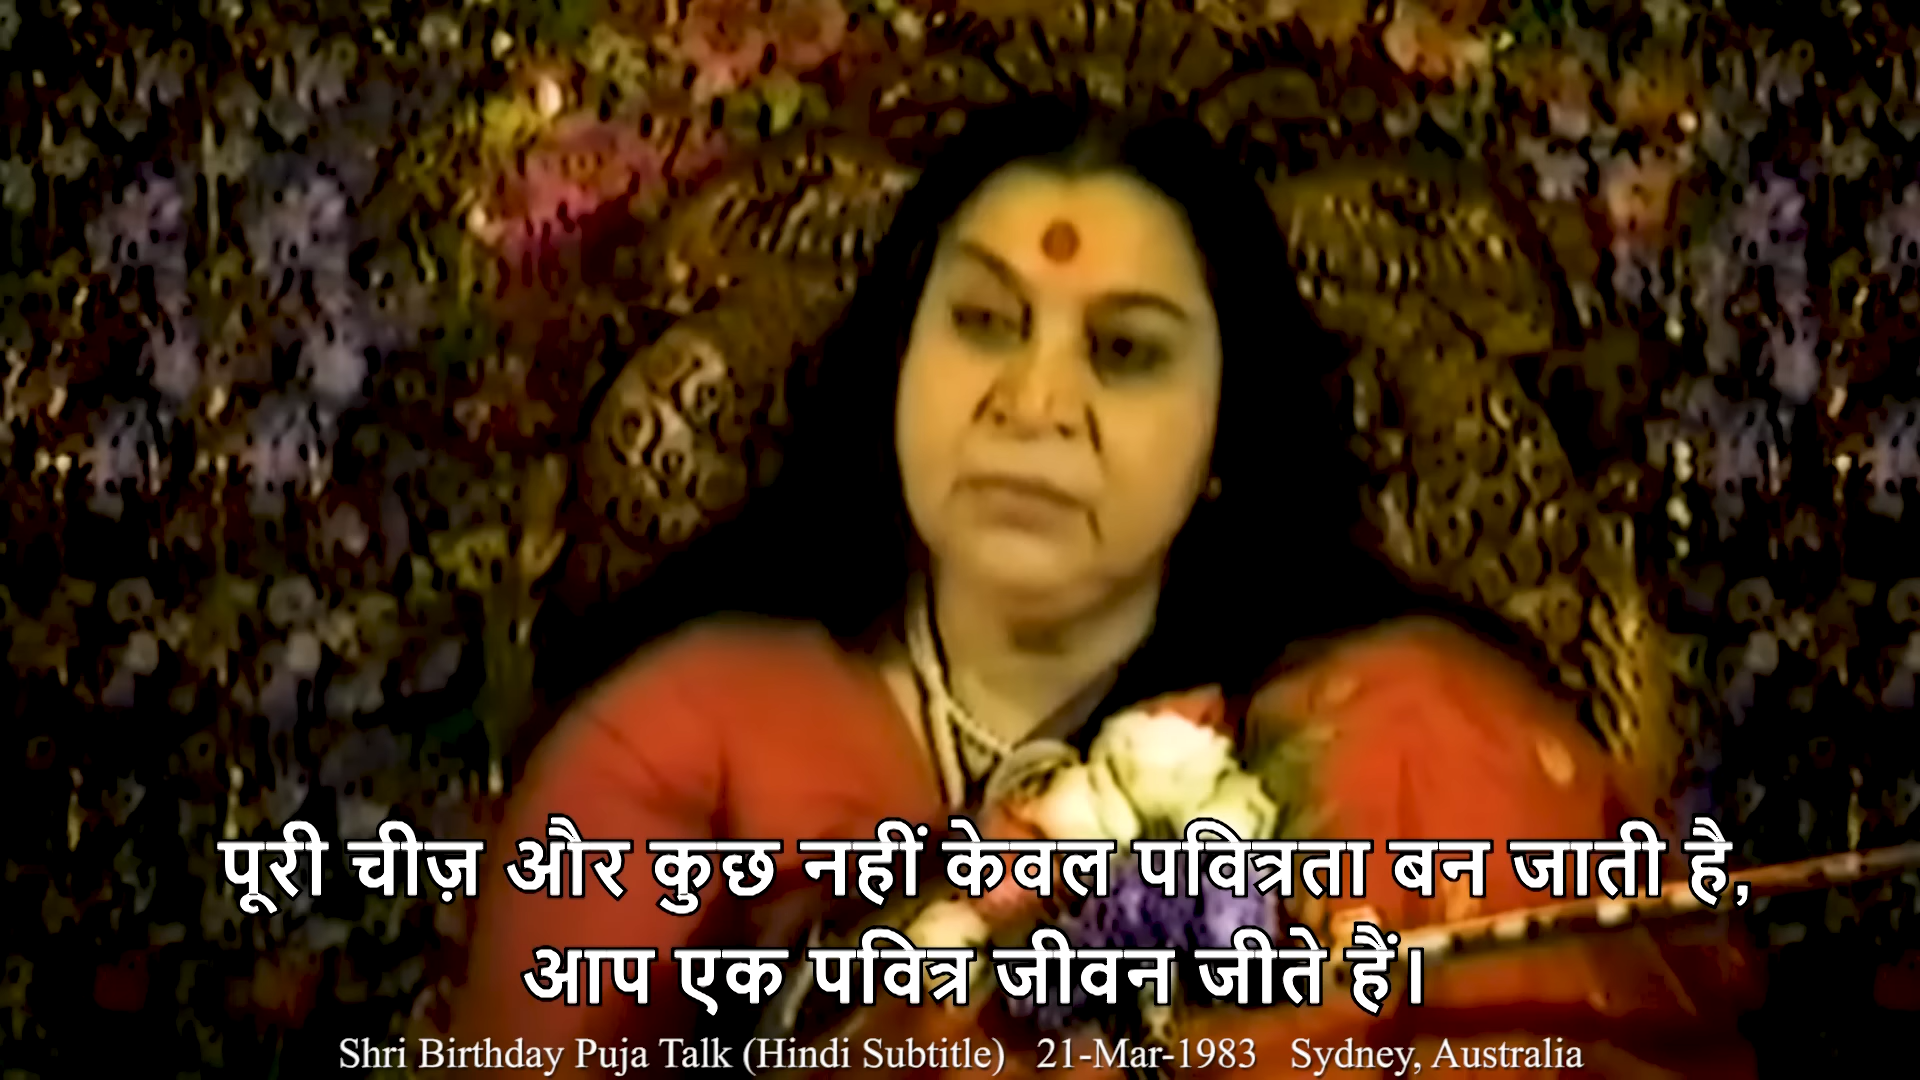 पूरी चीज़ और कुछ नहीं केवल पवित्रता बन जाती है,
आप एक पवित्र जीवन जीते हैं।
Shri Birthday Puja Talk (Hindi Subtitle) 21-Mar-1983 Sydney, Australia